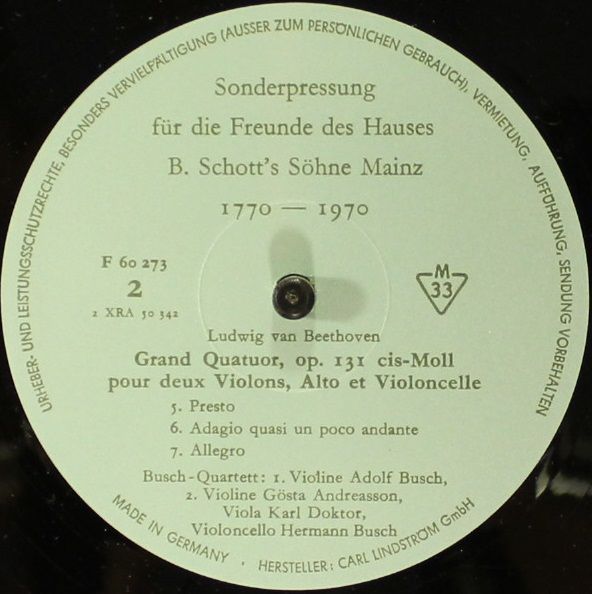 URHEBER- UND LEISTUNGSSCHUTZRECHTE, BESONDERS VERVIELFÄLTIGUNG (AUSSER ZUM PERSÖNLICHEN GEBRAUCH), VERMIETUNG, AUFFÜHRUNG, SENDUNG VORBEHALTEN
Sonderpressung
für die Freunde des Hauses
B. Schott's Söhne Mainz
1770 — 1970
F 60 273
2
2 XRA 50 342
M
33
Ludwig van Beethoven
Grand Quatuor, op. 131 cis-Moll
pour deux Violons, Alto et Violoncelle
5. Presto
6. Adagio quasi un poco andante
7. Allegro
Busch-Quartett: 1. Violine Adolf Busch,
2. Violine Gösta Andreasson,
Viola Karl Doktor,
Violoncello Hermann Busch
MADE IN GERMANY · HERSTELLER: CARL LINDSTRÖM GmbH